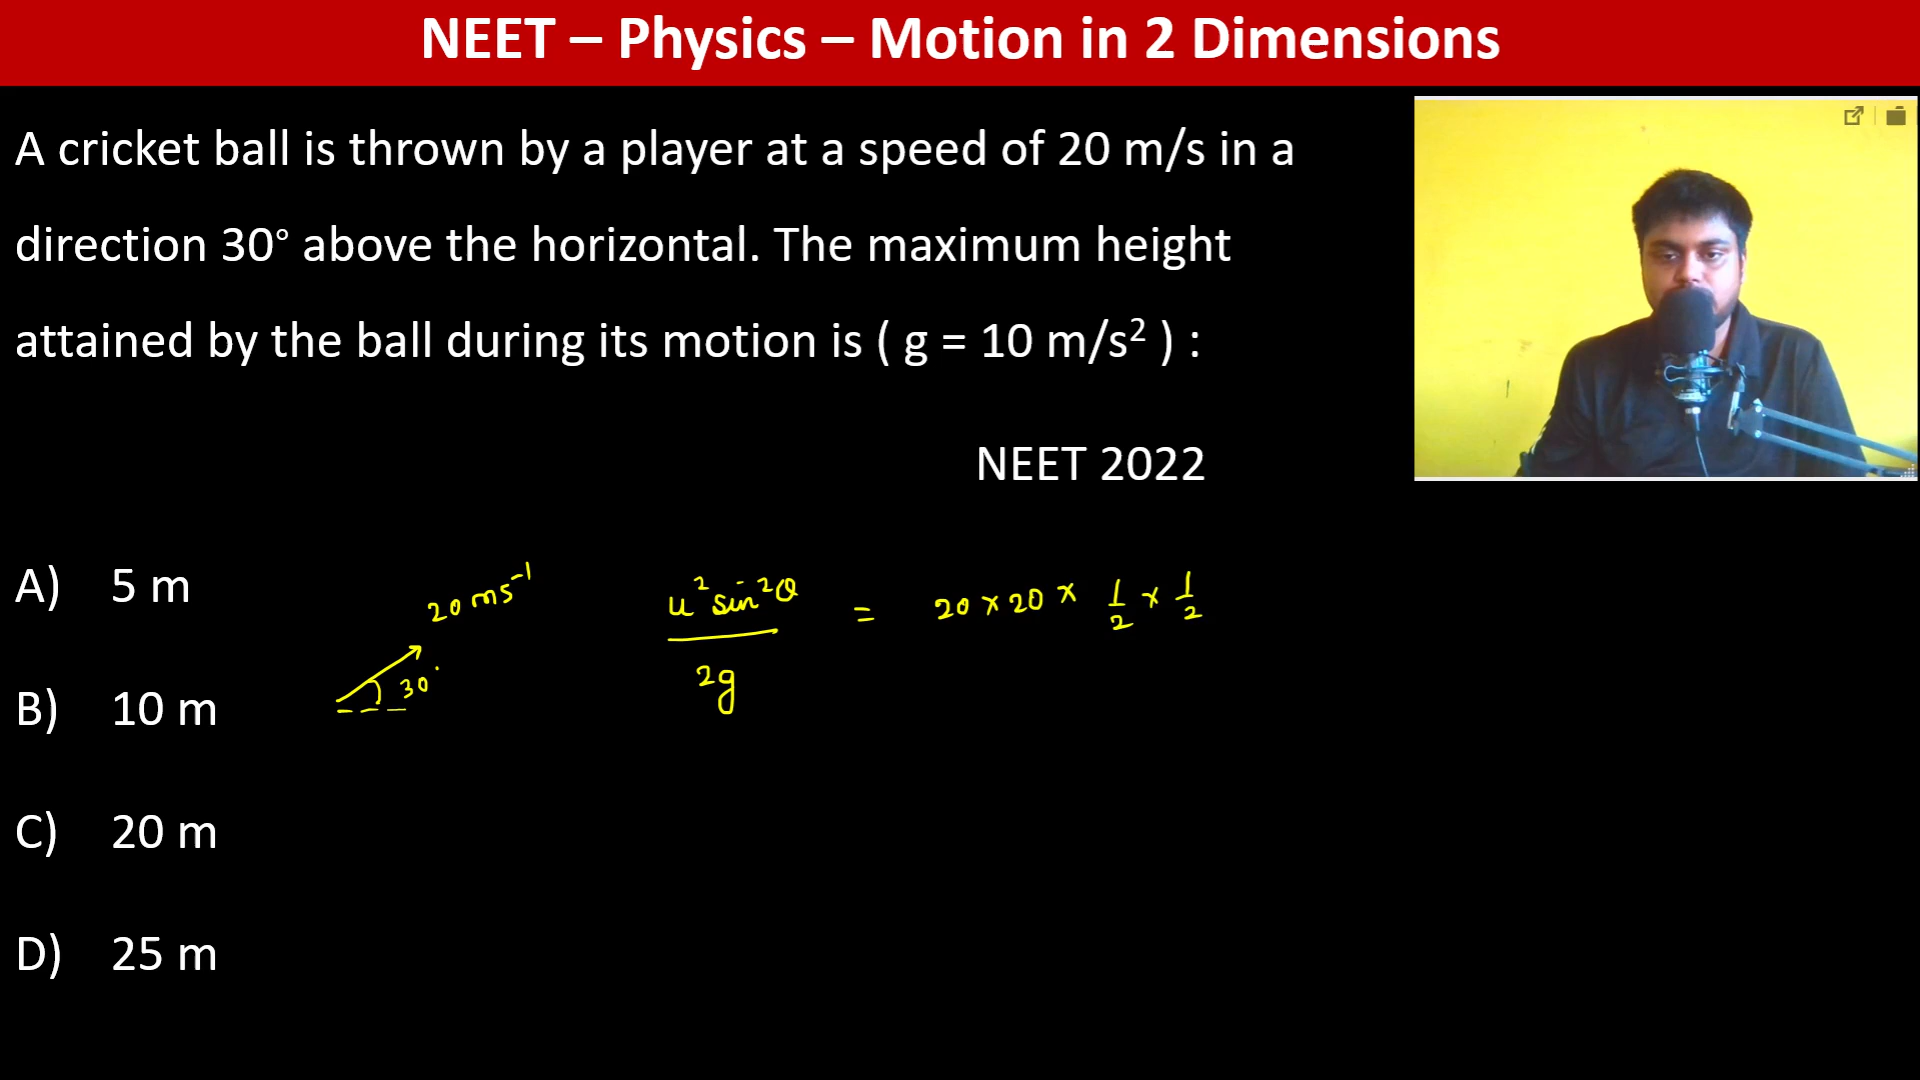 NEET – Physics – Motion in 2 Dimensions
A cricket ball is thrown by a player at a speed of 20 m/s in a
direction 30° above the horizontal. The maximum height
attained by the ball during its motion is ( g = 10 m/s² ) :
NEET 2022
A) 5 m
20 ms⁻¹
u² sin²θ / 2g = 20 × 20 × 1/2 × 1/2
30°
B) 10 m
C) 20 m
D) 25 m